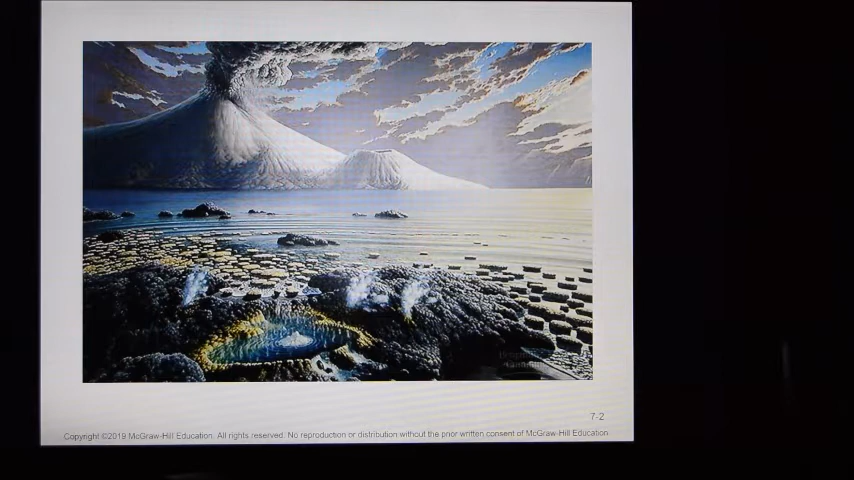 7-2
Copyright ©2019 McGraw-Hill Education. All rights reserved. No reproduction or distribution without the prior written consent of McGraw-Hill Education